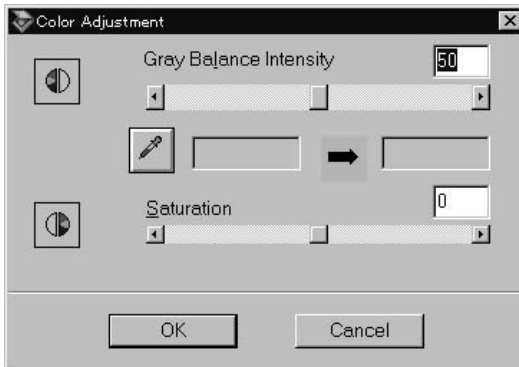 Color Adjustment
Gray Balance Intensity 50
Saturation 0
OK Cancel